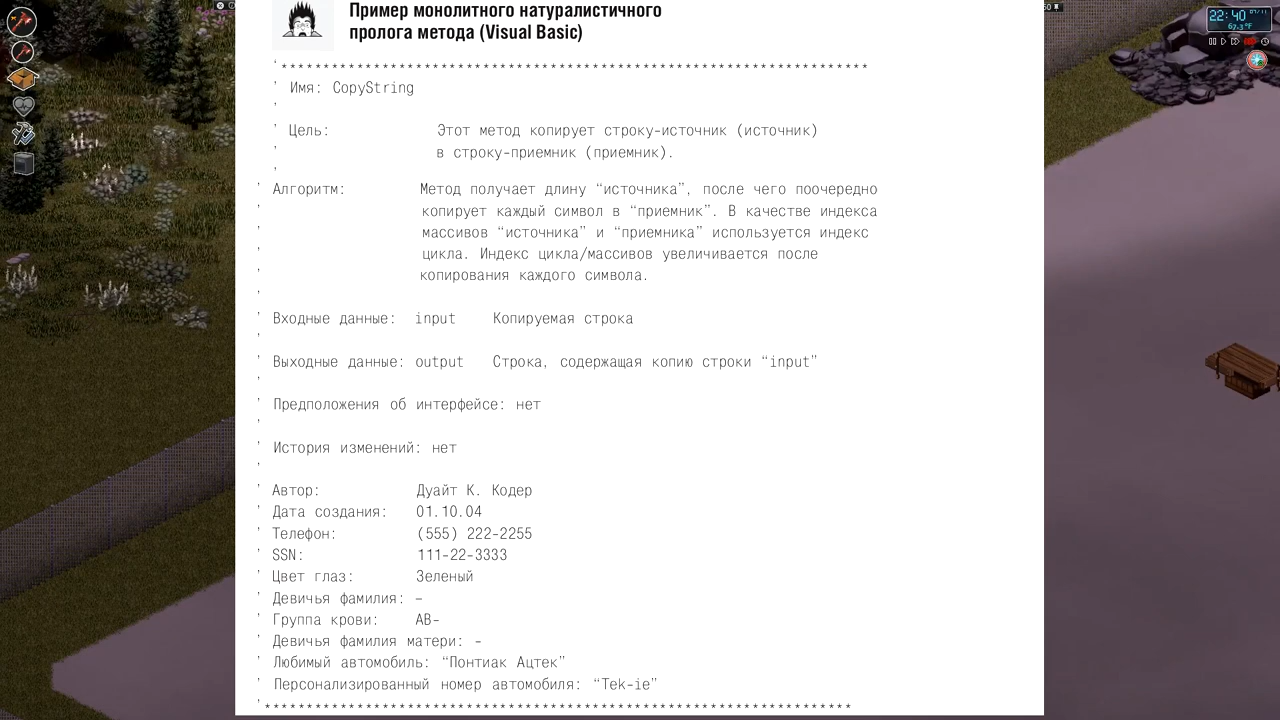 Пример монолитного натуралистичного
пролога метода (Visual Basic)
'**********************************************************************
' Имя: CopyString
'
' Цель: Этот метод копирует строку-источник (источник)
' в строку-приемник (приемник).
'
' Алгоритм: Метод получает длину “источника”, после чего поочередно
' копирует каждый символ в “приемник”. В качестве индекса
' массивов “источника” и “приемника” используется индекс
' цикла. Индекс цикла/массивов увеличивается после
' копирования каждого символа.
'
' Входные данные: input Копируемая строка
'
' Выходные данные: output Строка, содержащая копию строки “input”
'
' Предположения об интерфейсе: нет
'
' История изменений: нет
'
' Автор: Дуайт К. Кодер
' Дата создания: 01.10.04
' Телефон: (555) 222-2255
' SSN: 111-22-3333
' Цвет глаз: Зеленый
' Девичья фамилия: –
' Группа крови: AB-
' Девичья фамилия матери: -
' Любимый автомобиль: “Понтиак Ацтек”
' Персонализированный номер автомобиля: “Tek-ie”
'**********************************************************************
22:40
67.3°F